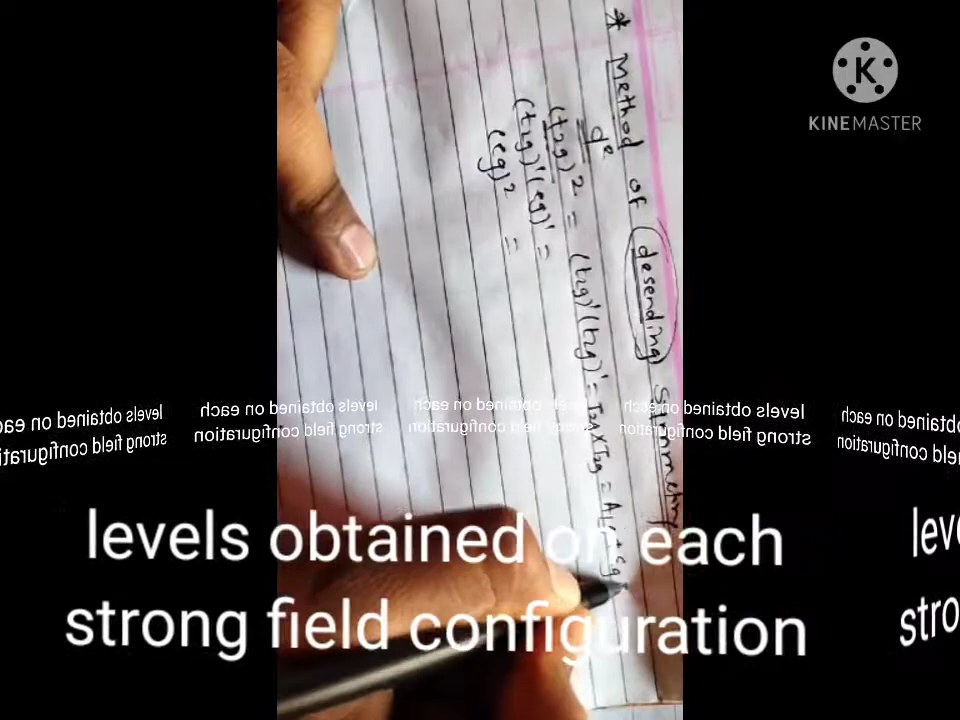 * Method of desending Symmetry
d²
(t2g)² = (t2g)¹(t2g)¹ = T2g×T2g = A1g+Eg+
(t2g)¹(eg)¹ =
(eg)² =
KINEMASTER
levels obtained on each
strong field configuration